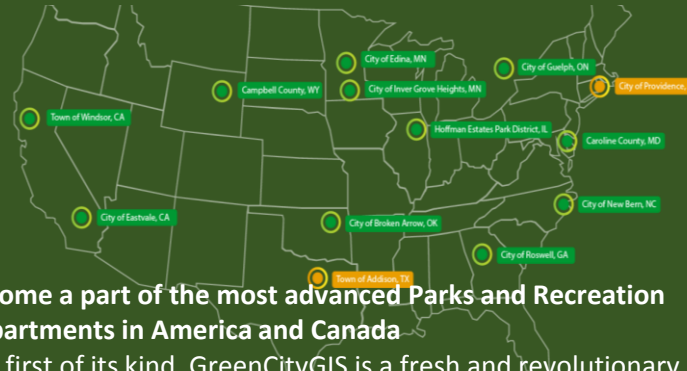 City of Edina, MN
City of Guelph, ON
City of Providence,
Campbell County, WY
City of Inver Grove Heights, MN
Town of Windsor, CA
Hoffman Estates Park District, IL
Caroline County, MD
City of New Bern, NC
City of Eastvale, CA
City of Broken Arrow, OK
City of Roswell, GA
Town of Addison, TX
ome a part of the most advanced Parks and Recreation
partments in America and Canada
first of its kind, GreenCityGIS is a fresh and revolutionary